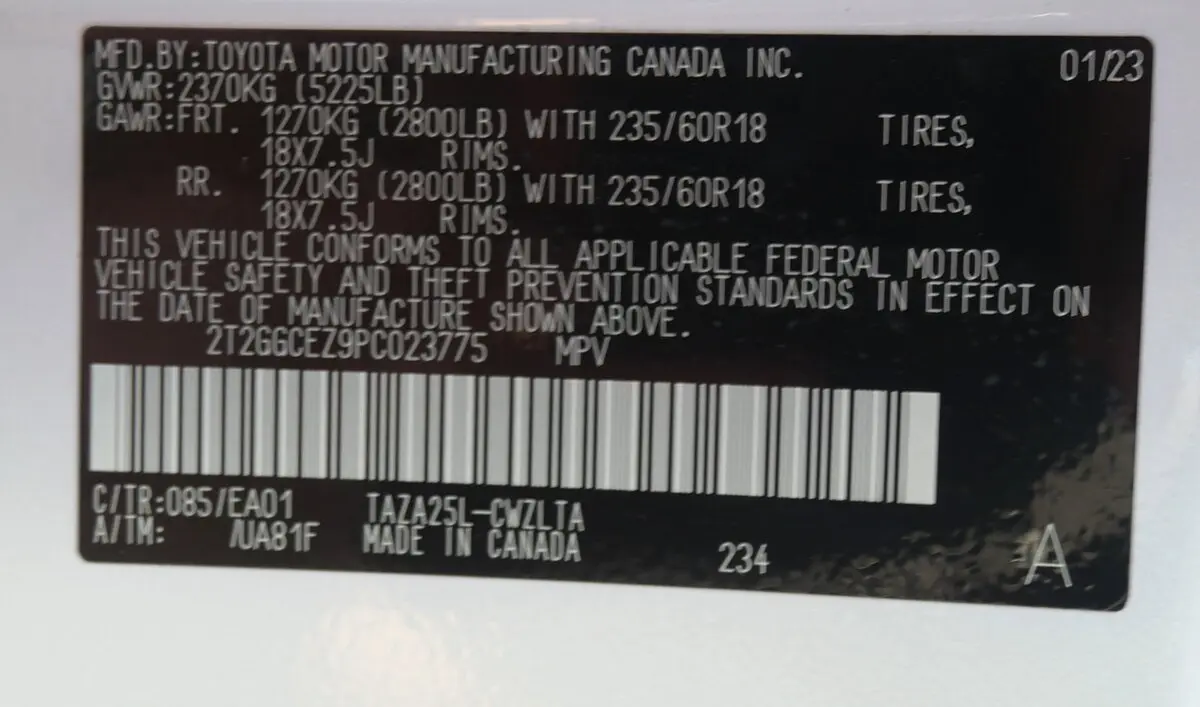 MFD.BY:TOYOTA MOTOR MANUFACTURING CANADA INC. 01/23
GVWR:2370KG (5225LB)
GAWR:FRT. 1270KG (2800LB) WITH 235/60R18 TIRES,
18X7.5J RIMS.
RR. 1270KG (2800LB) WITH 235/60R18 TIRES,
18X7.5J RIMS.
THIS VEHICLE CONFORMS TO ALL APPLICABLE FEDERAL MOTOR
VEHICLE SAFETY AND THEFT PREVENTION STANDARDS IN EFFECT ON
THE DATE OF MANUFACTURE SHOWN ABOVE.
2T2GGCEZ9PC023775 MPV
C/TR:085/EA01 TAZA25L-CWZLTA
A/TM: /UA81F MADE IN CANADA 234 A